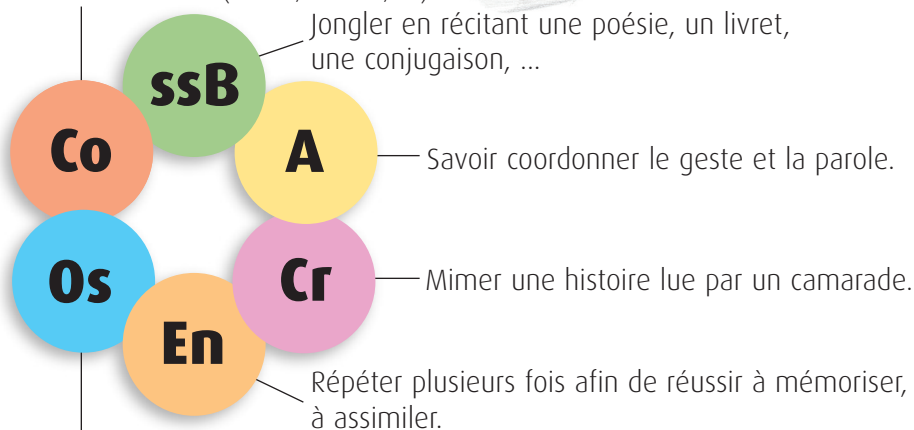 Jongler en récitant une poésie, un livret,
une conjugaison, ...
ssB
Co
A
Savoir coordonner le geste et la parole.
Os
Cr
Mimer une histoire lue par un camarade.
En
Répéter plusieurs fois afin de réussir à mémoriser,
à assimiler.